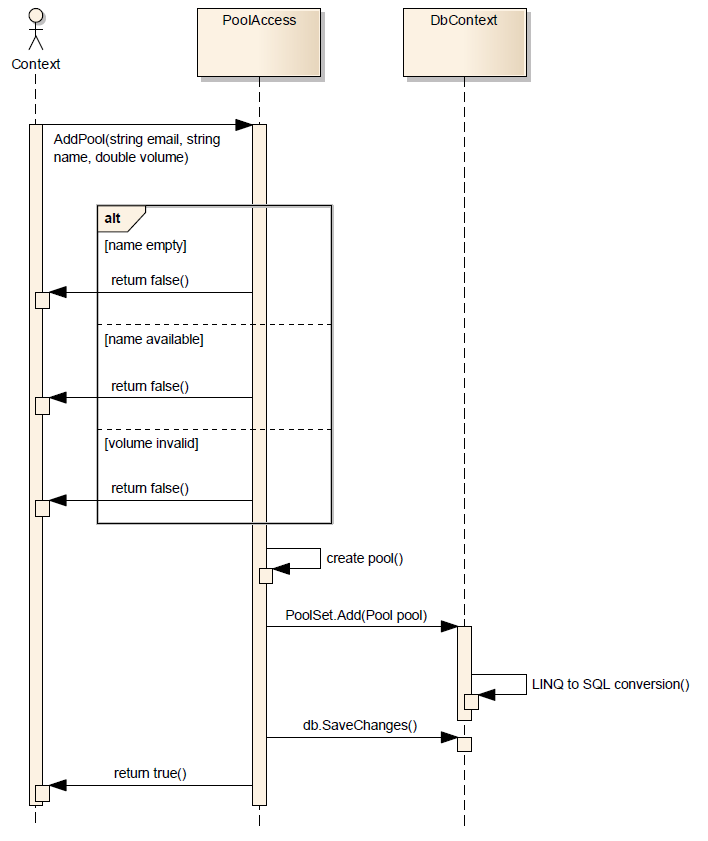 Context
PoolAccess
DbContext
AddPool(string email, string
name, double volume)
alt
[name empty]
return false()
[name available]
return false()
[volume invalid]
return false()
create pool()
PoolSet.Add(Pool pool)
LINQ to SQL conversion()
db.SaveChanges()
return true()